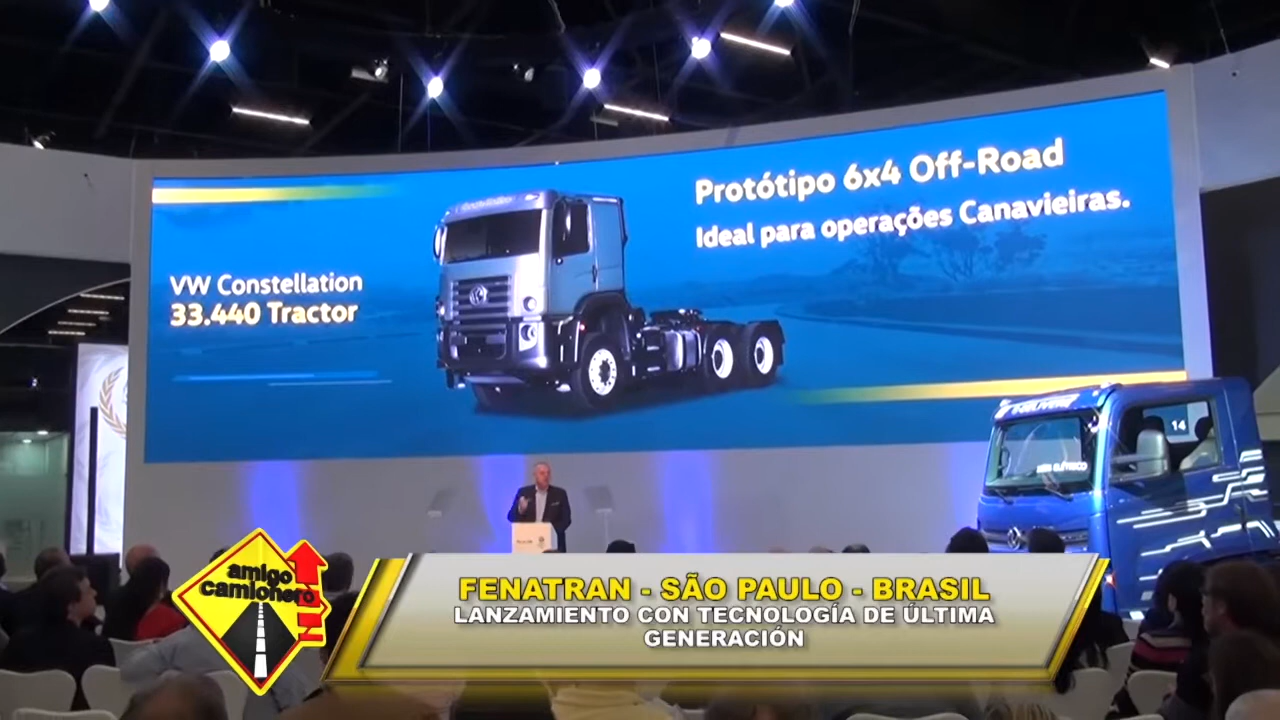 Protótipo 6x4 Off-Road
Ideal para operações Canavieiras.
VW Constellation
33.440 Tractor
14
amigo
camionero
FENATRAN - SÃO PAULO - BRASIL
LANZAMIENTO CON TECNOLOGÍA DE ÚLTIMA
GENERACIÓN